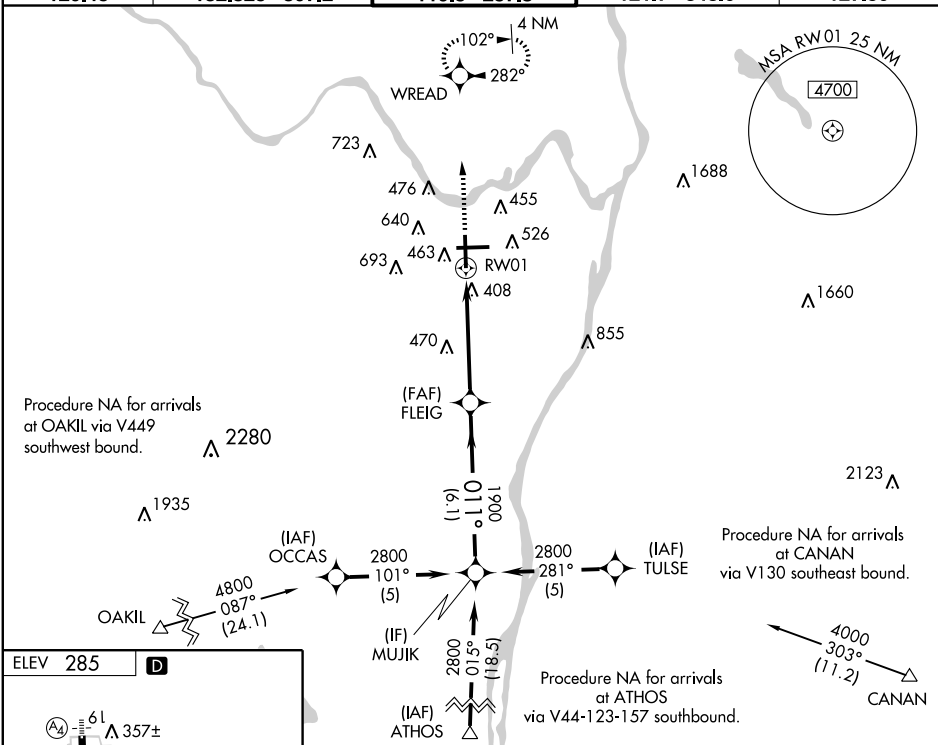 4 NM
102°
282°
WREAD
MSA RW01 25 NM
4700
723
476
455
1688
640
526
463
693
RW01
408
1660
470
855
(FAF)
FLEIG
Procedure NA for arrivals
at OAKIL via V449
southwest bound.
2280
1935
2123
1900
011°
(6.1)
(IAF)
OCCAS
2800
101°
(5)
2800
281°
(5)
(IAF)
TULSE
Procedure NA for arrivals
at CANAN
via V130 southeast bound.
4800
087°
(24.1)
OAKIL
(IF)
MUJIK
2800
015°
(18.5)
4000
303°
(11.2)
CANAN
Procedure NA for arrivals
at ATHOS
via V44-123-157 southbound.
(IAF)
ATHOS
ELEV 285
D
A4
19
357±